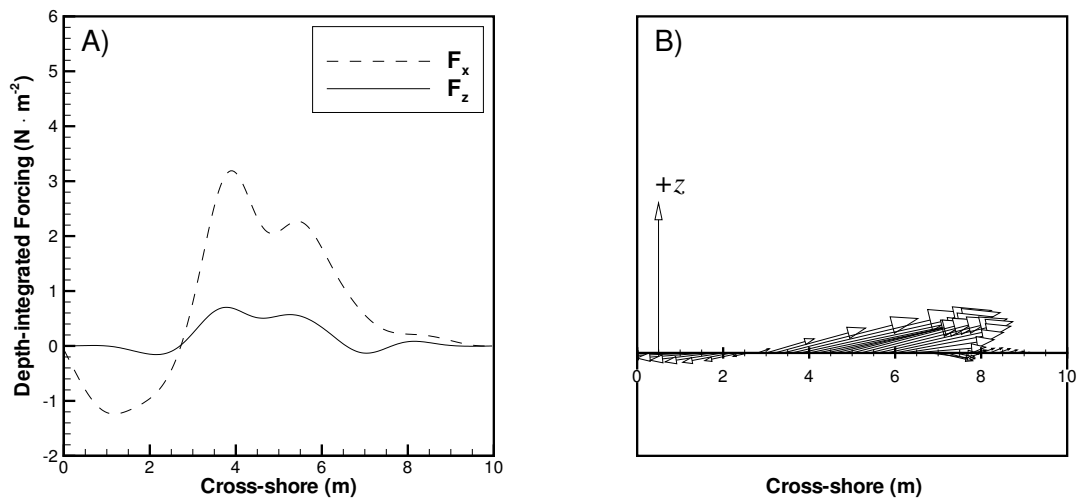 A)
F_x
F_z
Depth-integrated Forcing (N · m⁻²)
6
5
4
3
2
1
0
-1
-2
0 2 4 6 8 10
Cross-shore (m)
B)
+z
0 2 4 6 8 10
Cross-shore (m)